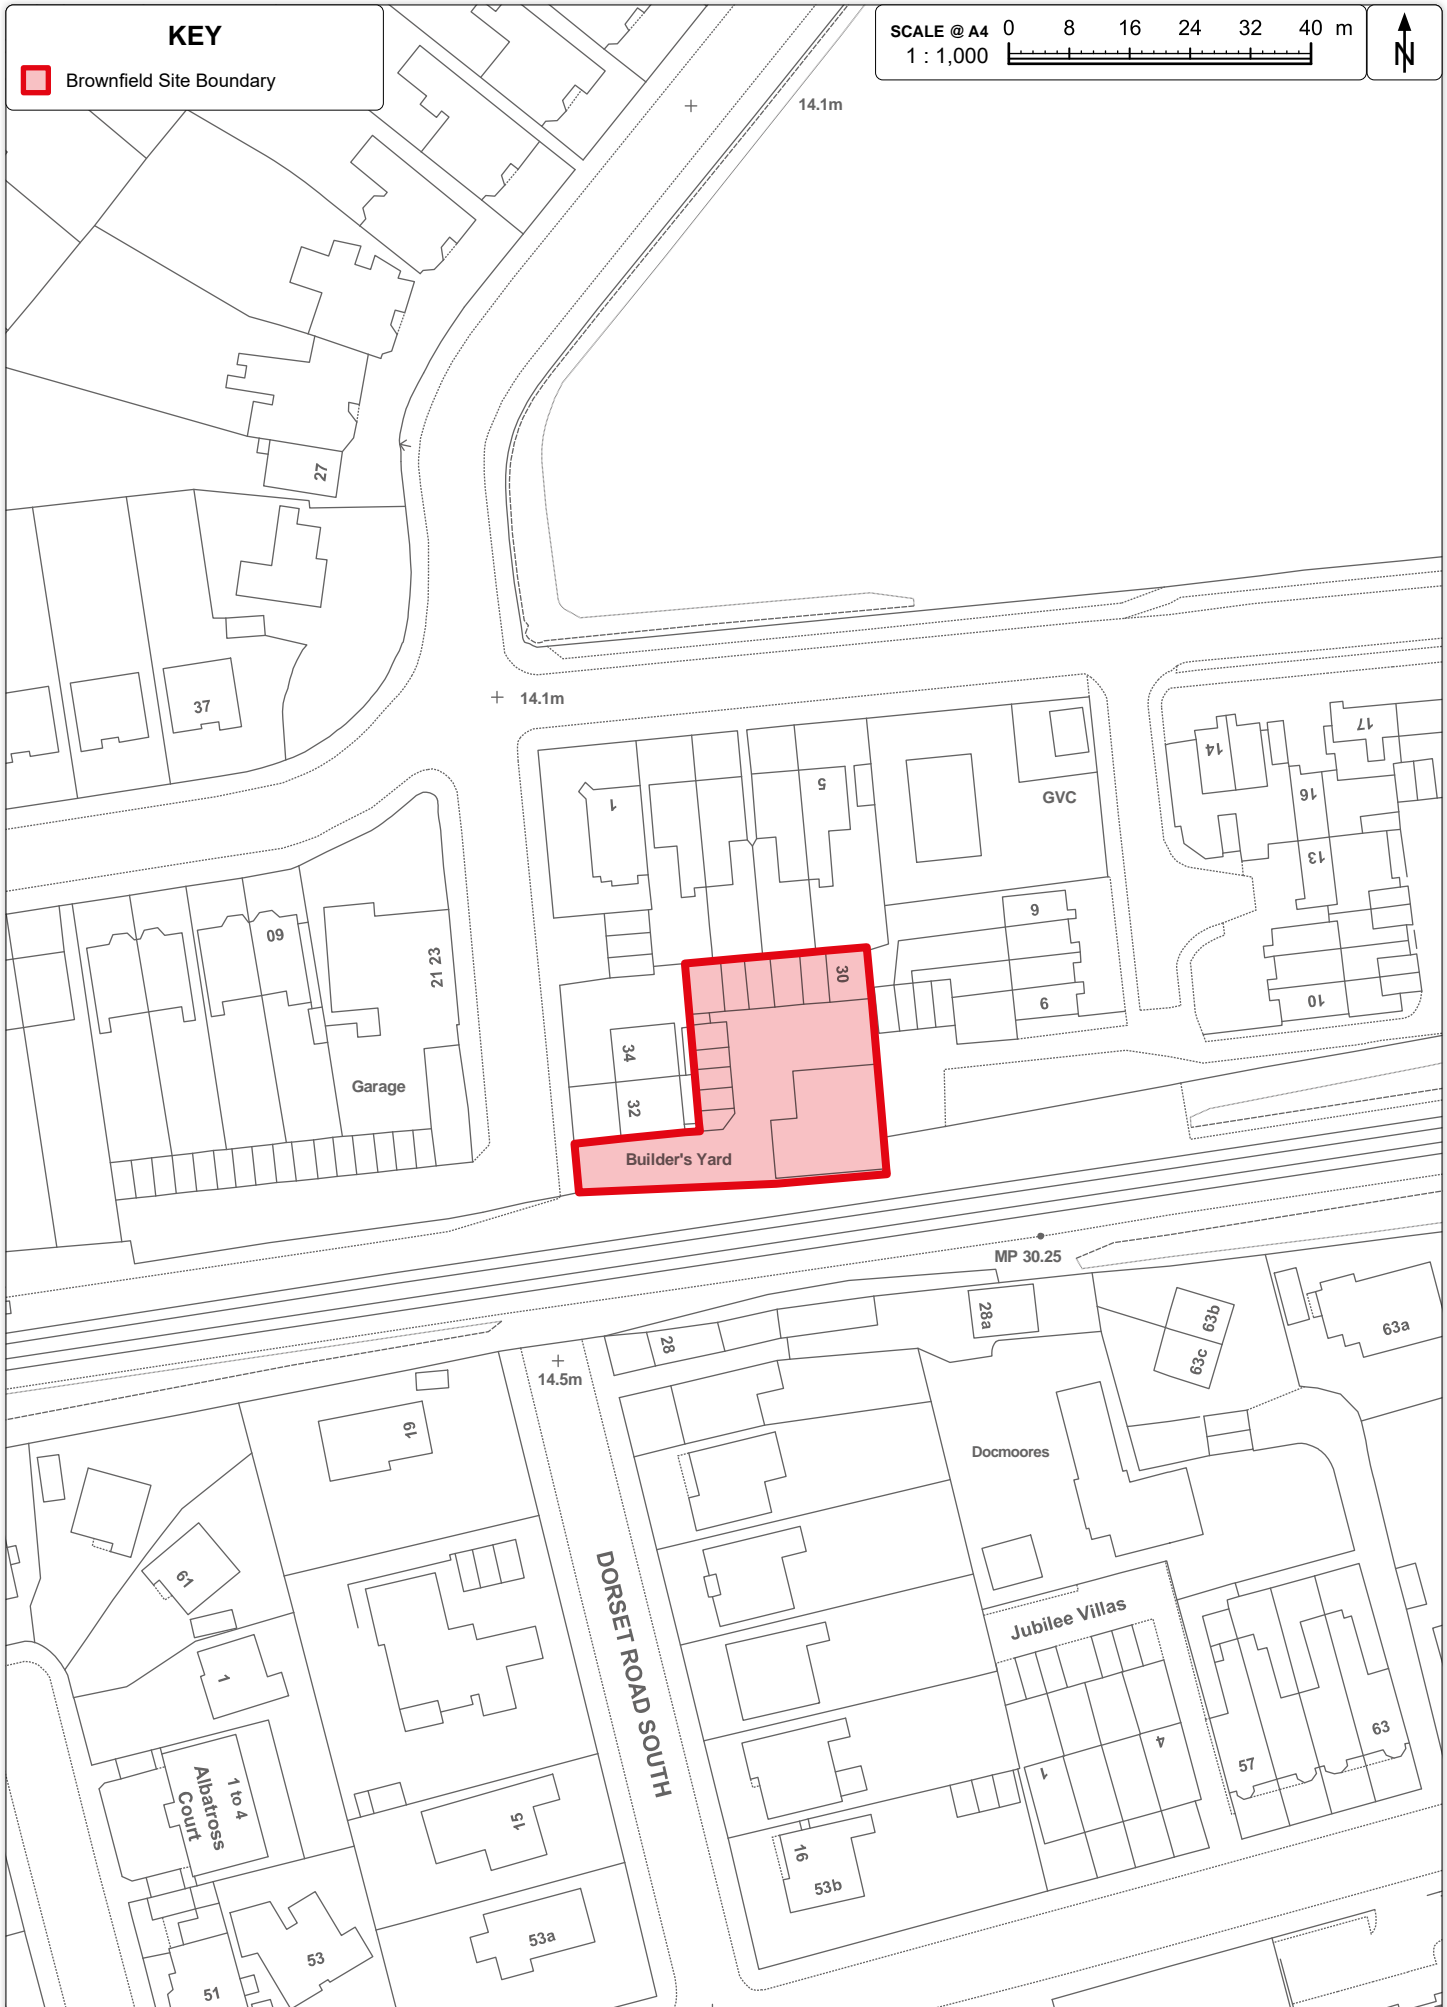 KEY
Brownfield Site Boundary
SCALE @ A4
1 : 1,000
0 8 16 24 32 40 m
N
14.1m
27
14.1m
37
1
5
GVC
14
17
16
13
60
21 23
9
30
6
10
34
Garage
32
Builder's Yard
MP 30.25
28
28a
63b
63c
63a
14.5m
19
Docmoores
61
DORSET ROAD SOUTH
Jubilee Villas
1
1
4
57
63
1 to 4
Albatross
Court
15
16
53b
53a
53
51